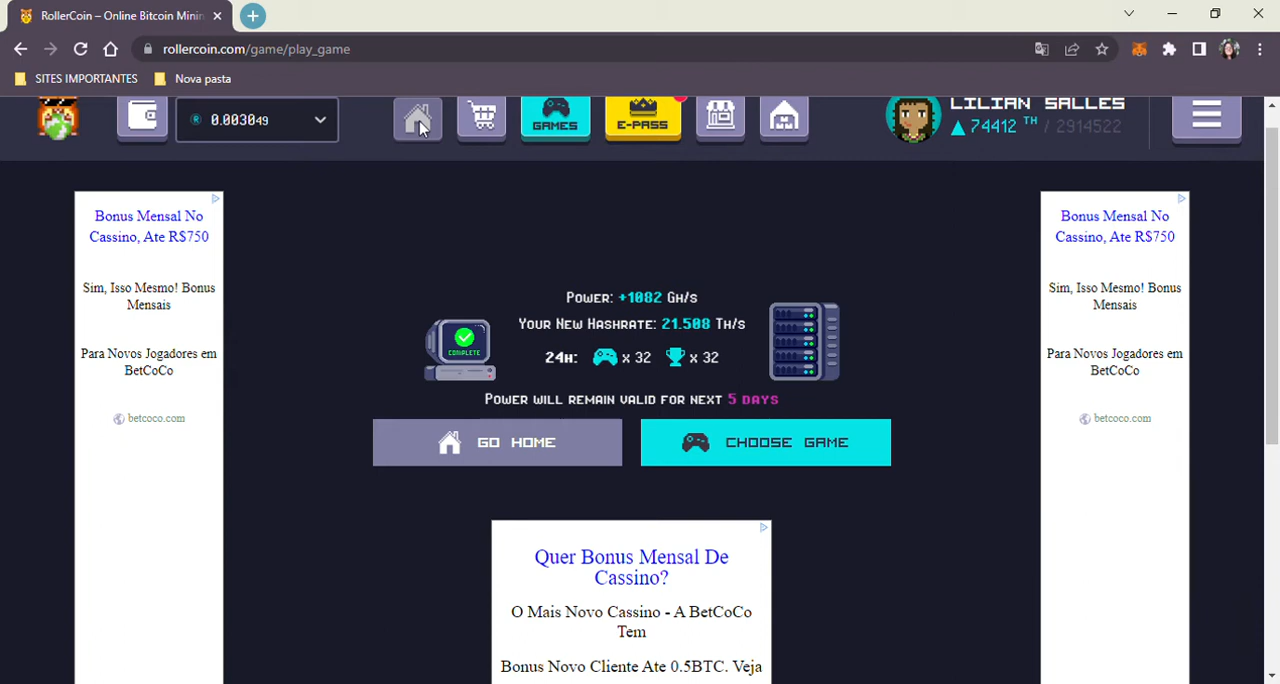 RollerCoin – Online Bitcoin Minin
rollercoin.com/game/play_game
SITES IMPORTANTES
Nova pasta
0.003049
GAMES
E-PASS
LILIAN SALLES
74412 TH / 2914522
Bonus Mensal No
Cassino, Ate R$750
Sim, Isso Mesmo! Bonus
Mensais
Para Novos Jogadores em
BetCoCo
betcoco.com
Power: +1082 Gh/s
Your New Hashrate: 21.508 Th/s
24h: x 32 x 32
COMPLETE
Power will remain valid for next 5 days
GO HOME
CHOOSE GAME
Quer Bonus Mensal De
Cassino?
O Mais Novo Cassino - A BetCoCo
Tem
Bonus Novo Cliente Ate 0.5BTC. Veja
Bonus Mensal No
Cassino, Ate R$750
Sim, Isso Mesmo! Bonus
Mensais
Para Novos Jogadores em
BetCoCo
betcoco.com